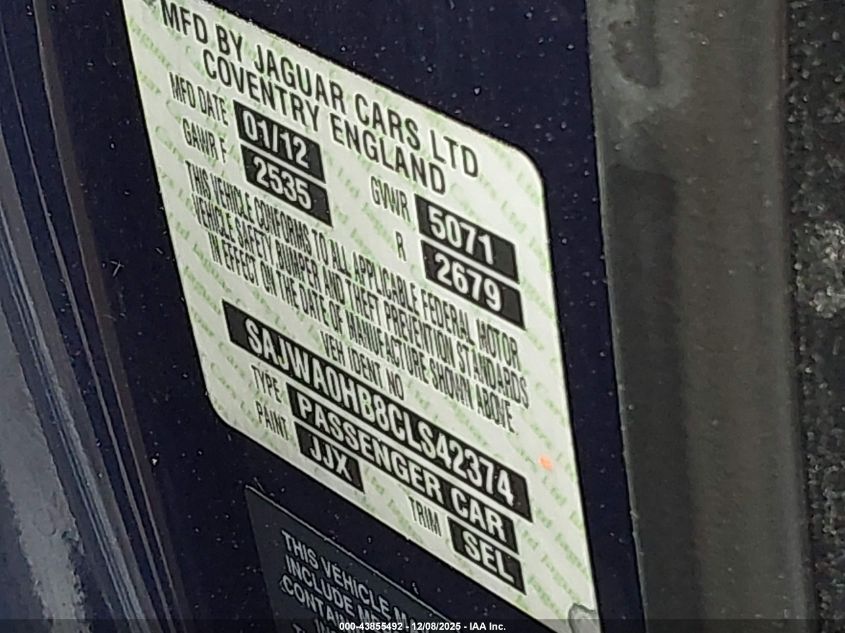 MFD BY JAGUAR CARS LTD
COVENTRY ENGLAND
MFD DATE 01/12
GAWR F 2535
GVWR 5071
R 2679
THIS VEHICLE CONFORMS TO ALL APPLICABLE FEDERAL MOTOR
VEHICLE SAFETY BUMPER AND THEFT PREVENTION STANDARDS
IN EFFECT ON THE DATE OF MANUFACTURE SHOWN ABOVE
VEH IDENT NO
SAJWA0HB8CLS42374
TYPE PASSENGER CAR
PAINT JJX
TRIM SEL
THIS VEHICLE
INCLUDE
000-43855492 - 12/08/2025 - IAA Inc.